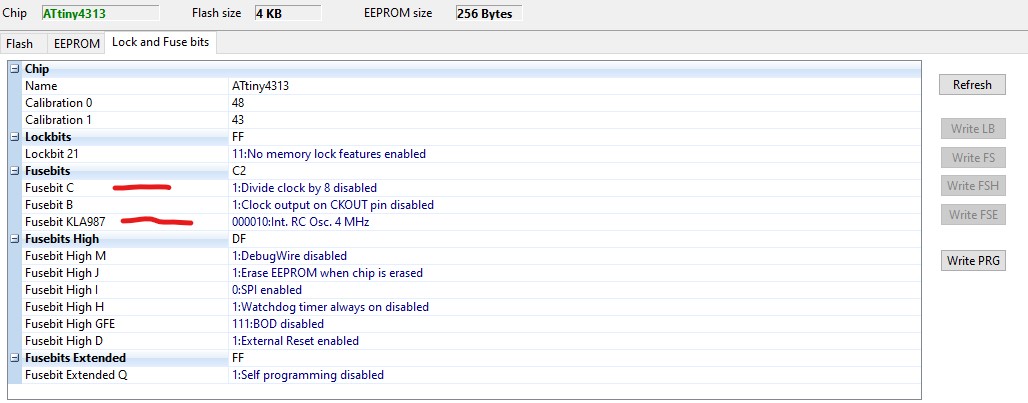 Chip ATtiny4313 Flash size 4 KB EEPROM size 256 Bytes
Flash EEPROM Lock and Fuse bits
Chip
Name ATtiny4313
Calibration 0 48
Calibration 1 43
Lockbits FF
Lockbit 21 11:No memory lock features enabled
Fusebits C2
Fusebit C 1:Divide clock by 8 disabled
Fusebit B 1:Clock output on CKOUT pin disabled
Fusebit KLA987 000010:Int. RC Osc. 4 MHz
Fusebits High DF
Fusebit High M 1:DebugWire disabled
Fusebit High J 1:Erase EEPROM when chip is erased
Fusebit High I 0:SPI enabled
Fusebit High H 1:Watchdog timer always on disabled
Fusebit High GFE 111:BOD disabled
Fusebit High D 1:External Reset enabled
Fusebits Extended FF
Fusebit Extended Q 1:Self programming disabled
Refresh
Write LB
Write FS
Write FSH
Write FSE
Write PRG